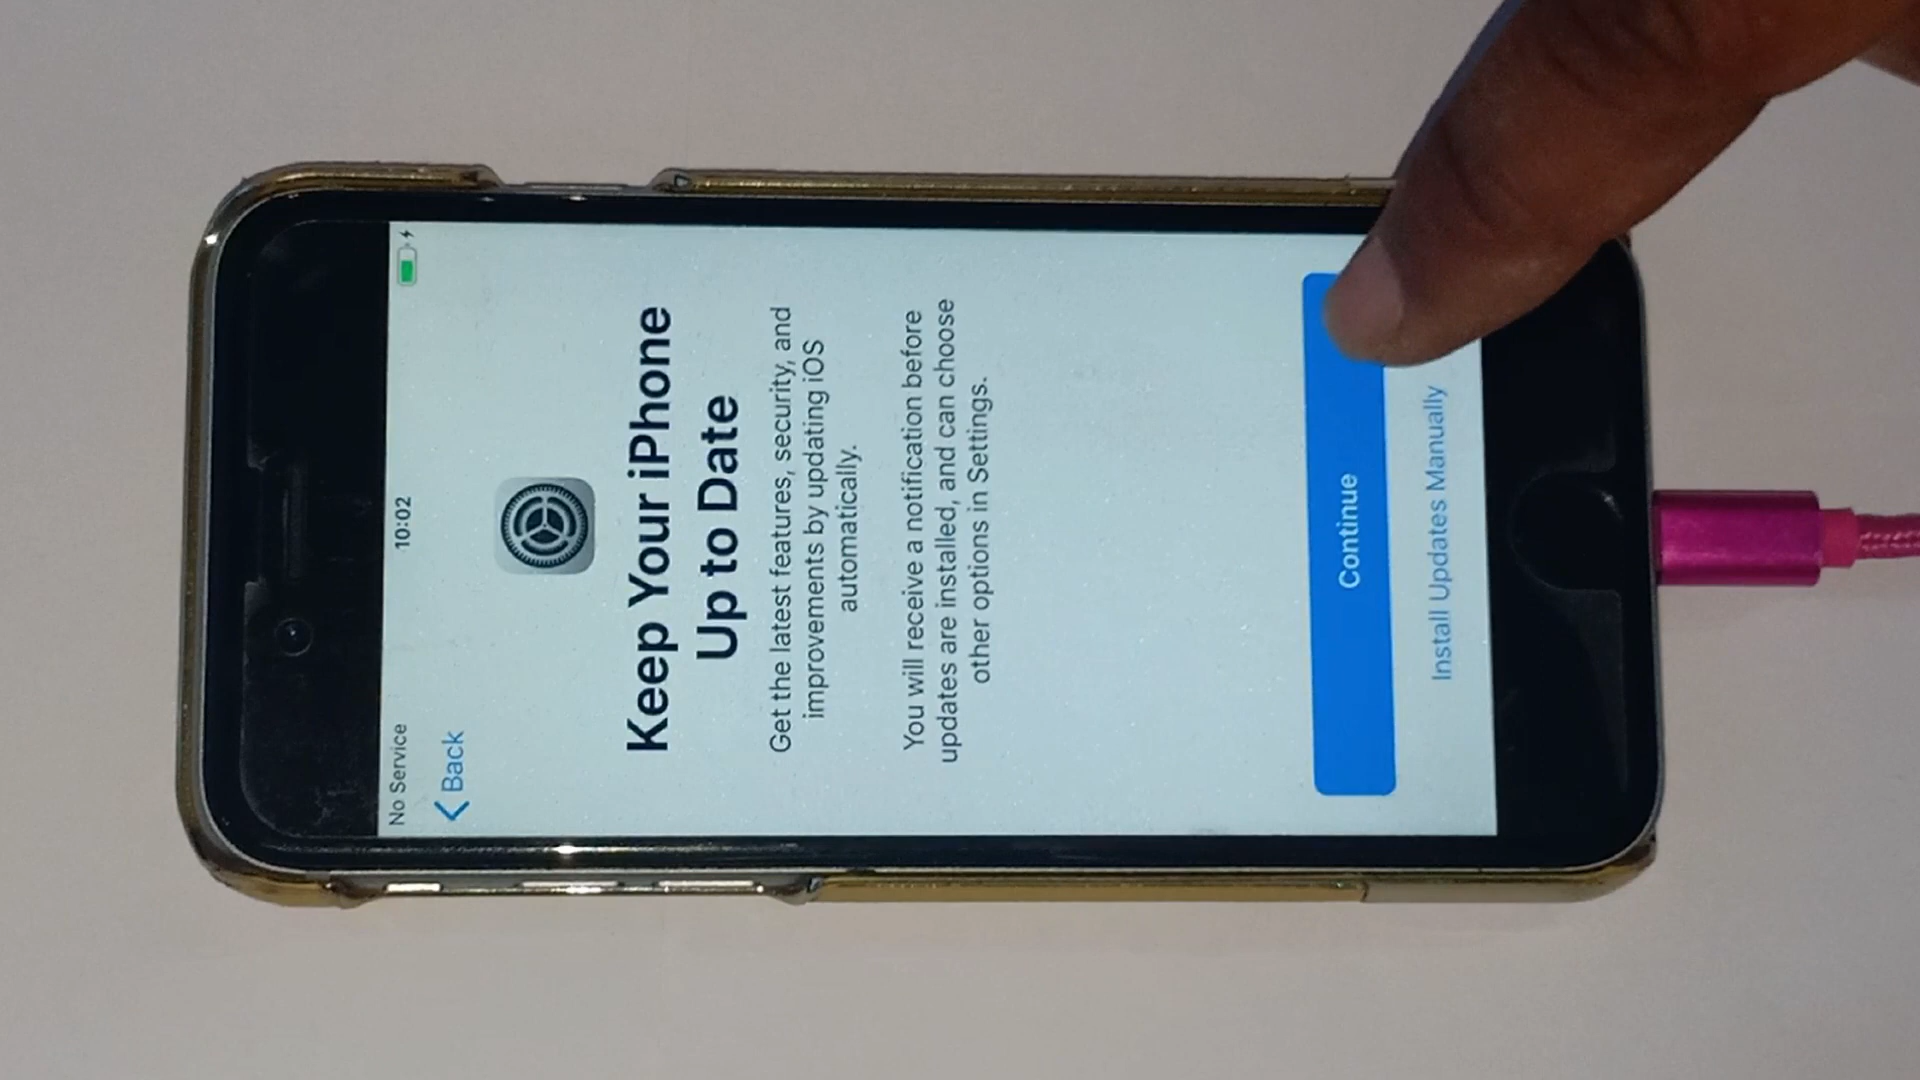 No Service 10:02
Back
Keep Your iPhone
Up to Date
Get the latest features, security, and
improvements by updating iOS
automatically.
You will receive a notification before
updates are installed, and can choose
other options in Settings.
Continue
Install Updates Manually